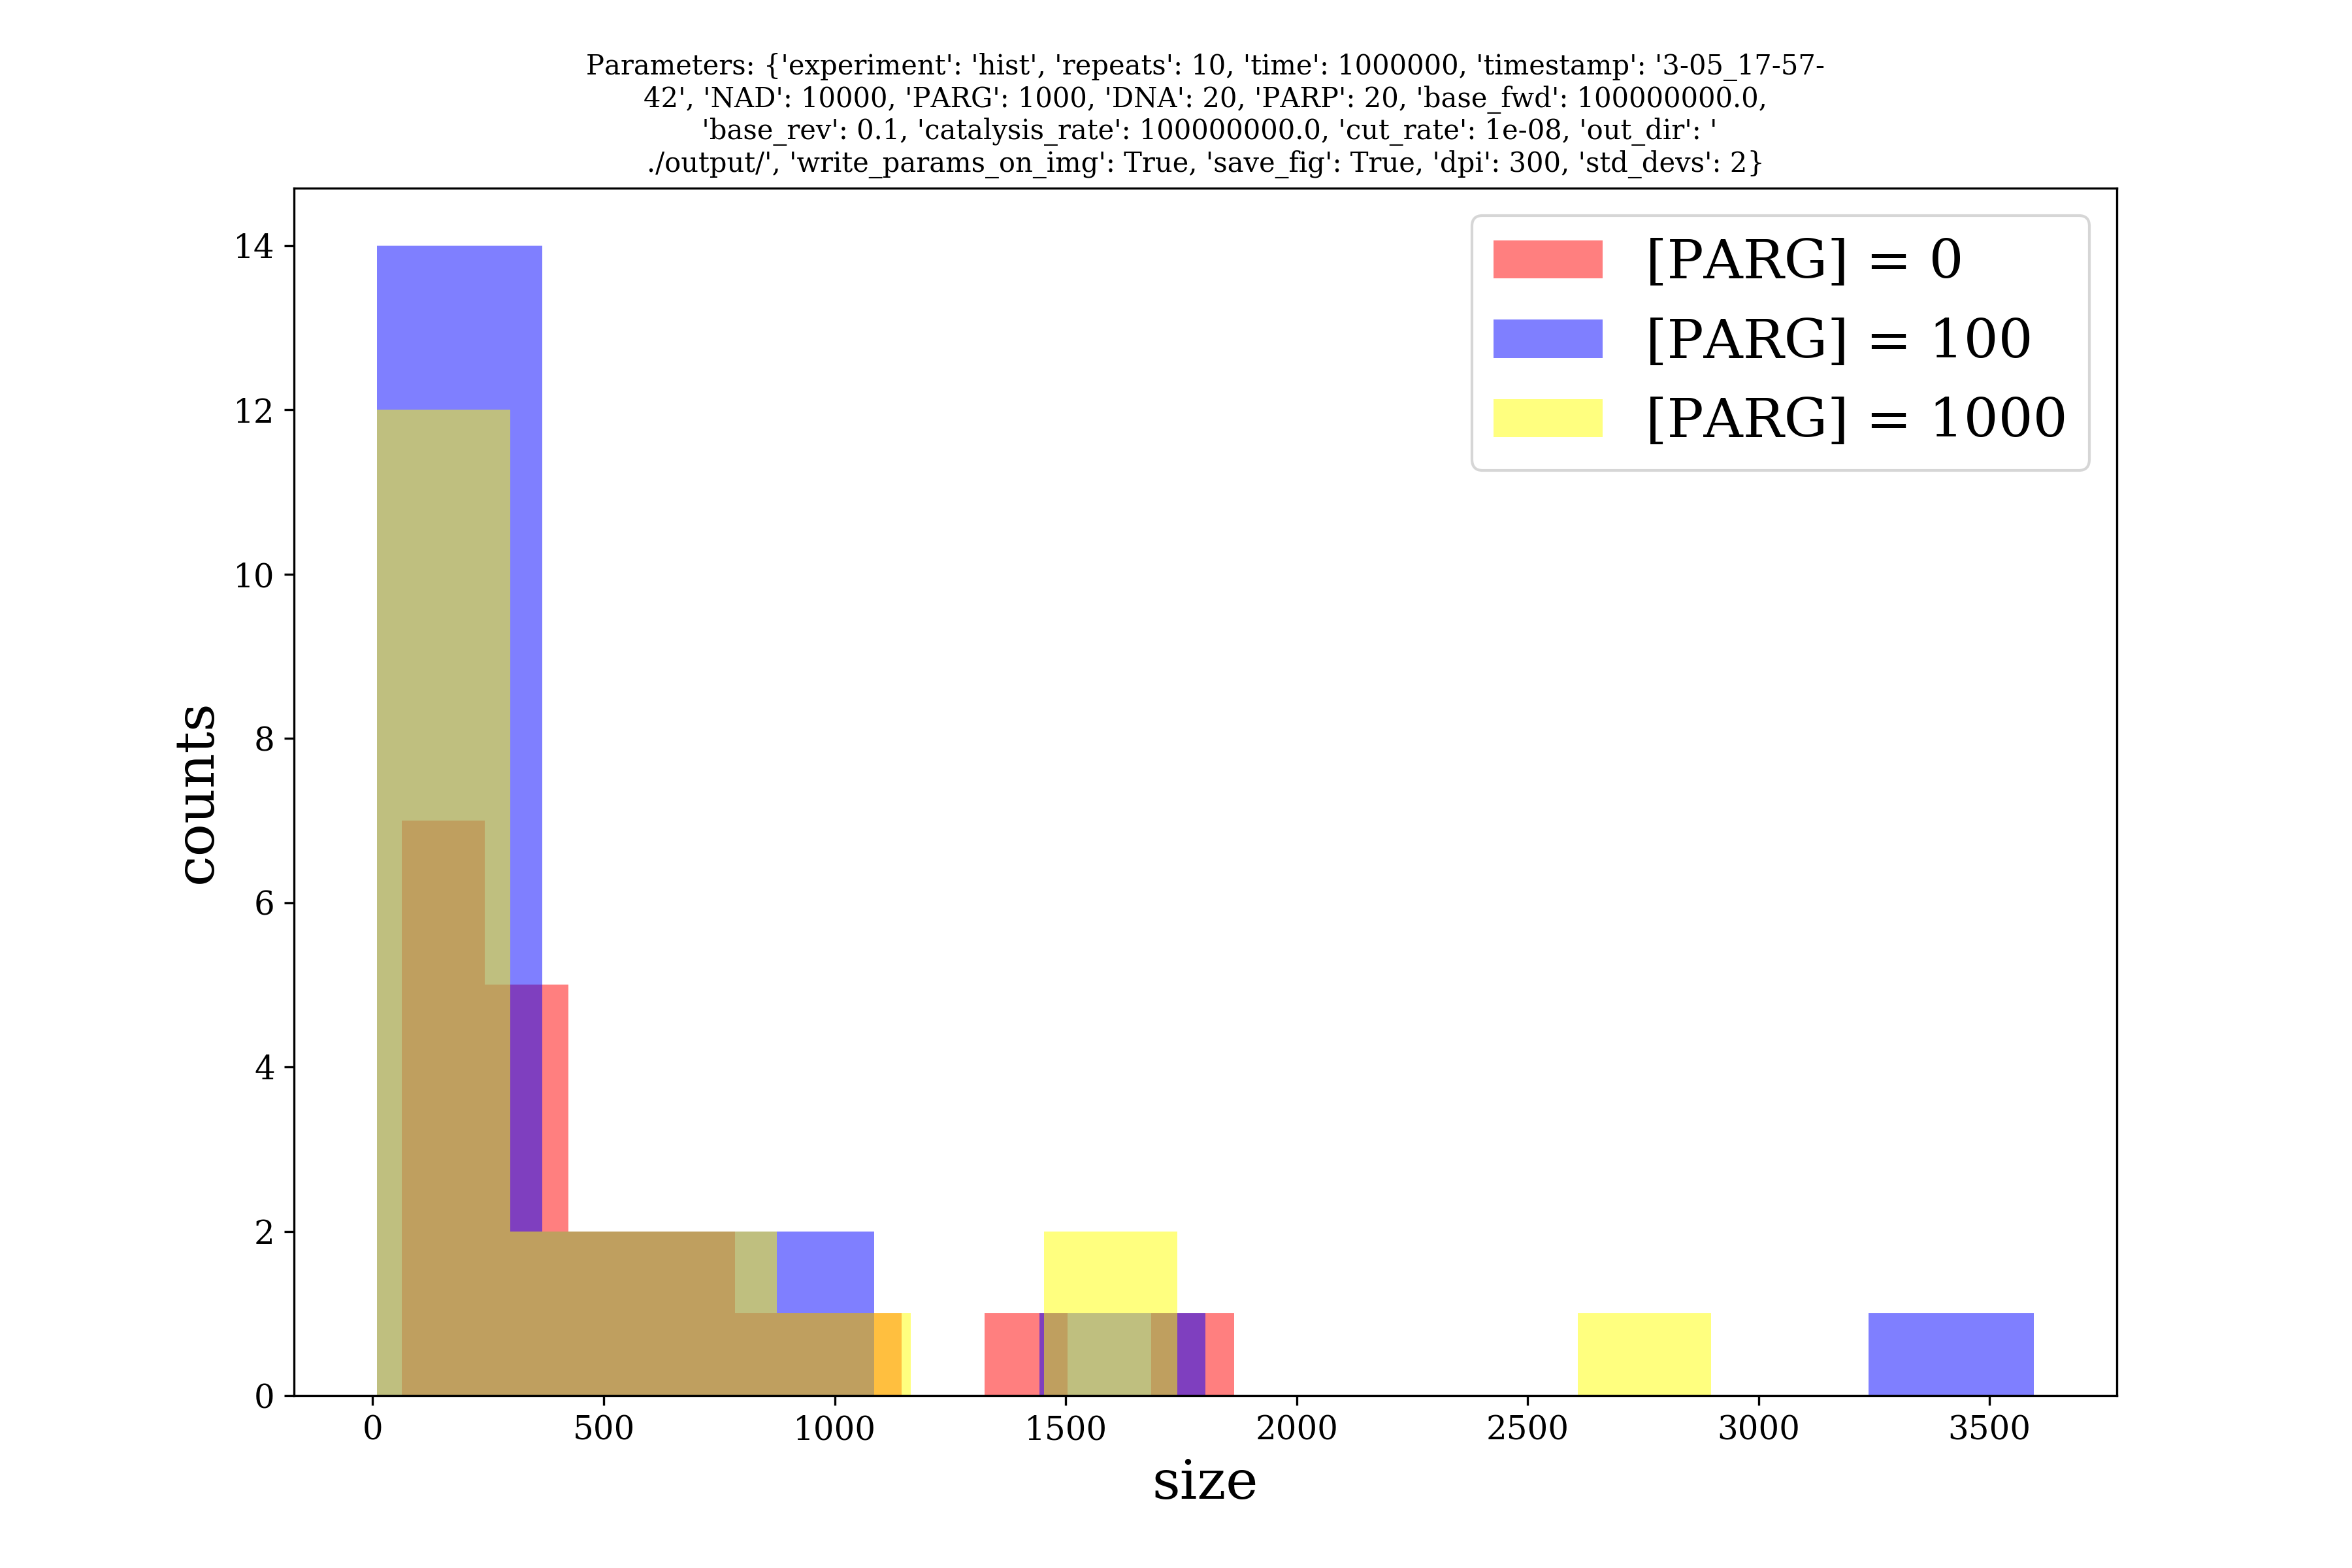 Parameters: {'experiment': 'hist', 'repeats': 10, 'time': 1000000, 'timestamp': '3-05_17-57-
42', 'NAD': 10000, 'PARG': 1000, 'DNA': 20, 'PARP': 20, 'base_fwd': 100000000.0,
'base_rev': 0.1, 'catalysis_rate': 100000000.0, 'cut_rate': 1e-08, 'out_dir': '
./output/', 'write_params_on_img': True, 'save_fig': True, 'dpi': 300, 'std_devs': 2}
[PARG] = 0
[PARG] = 100
[PARG] = 1000
counts
14
12
10
8
6
4
2
0
0 500 1000 1500 2000 2500 3000 3500
size